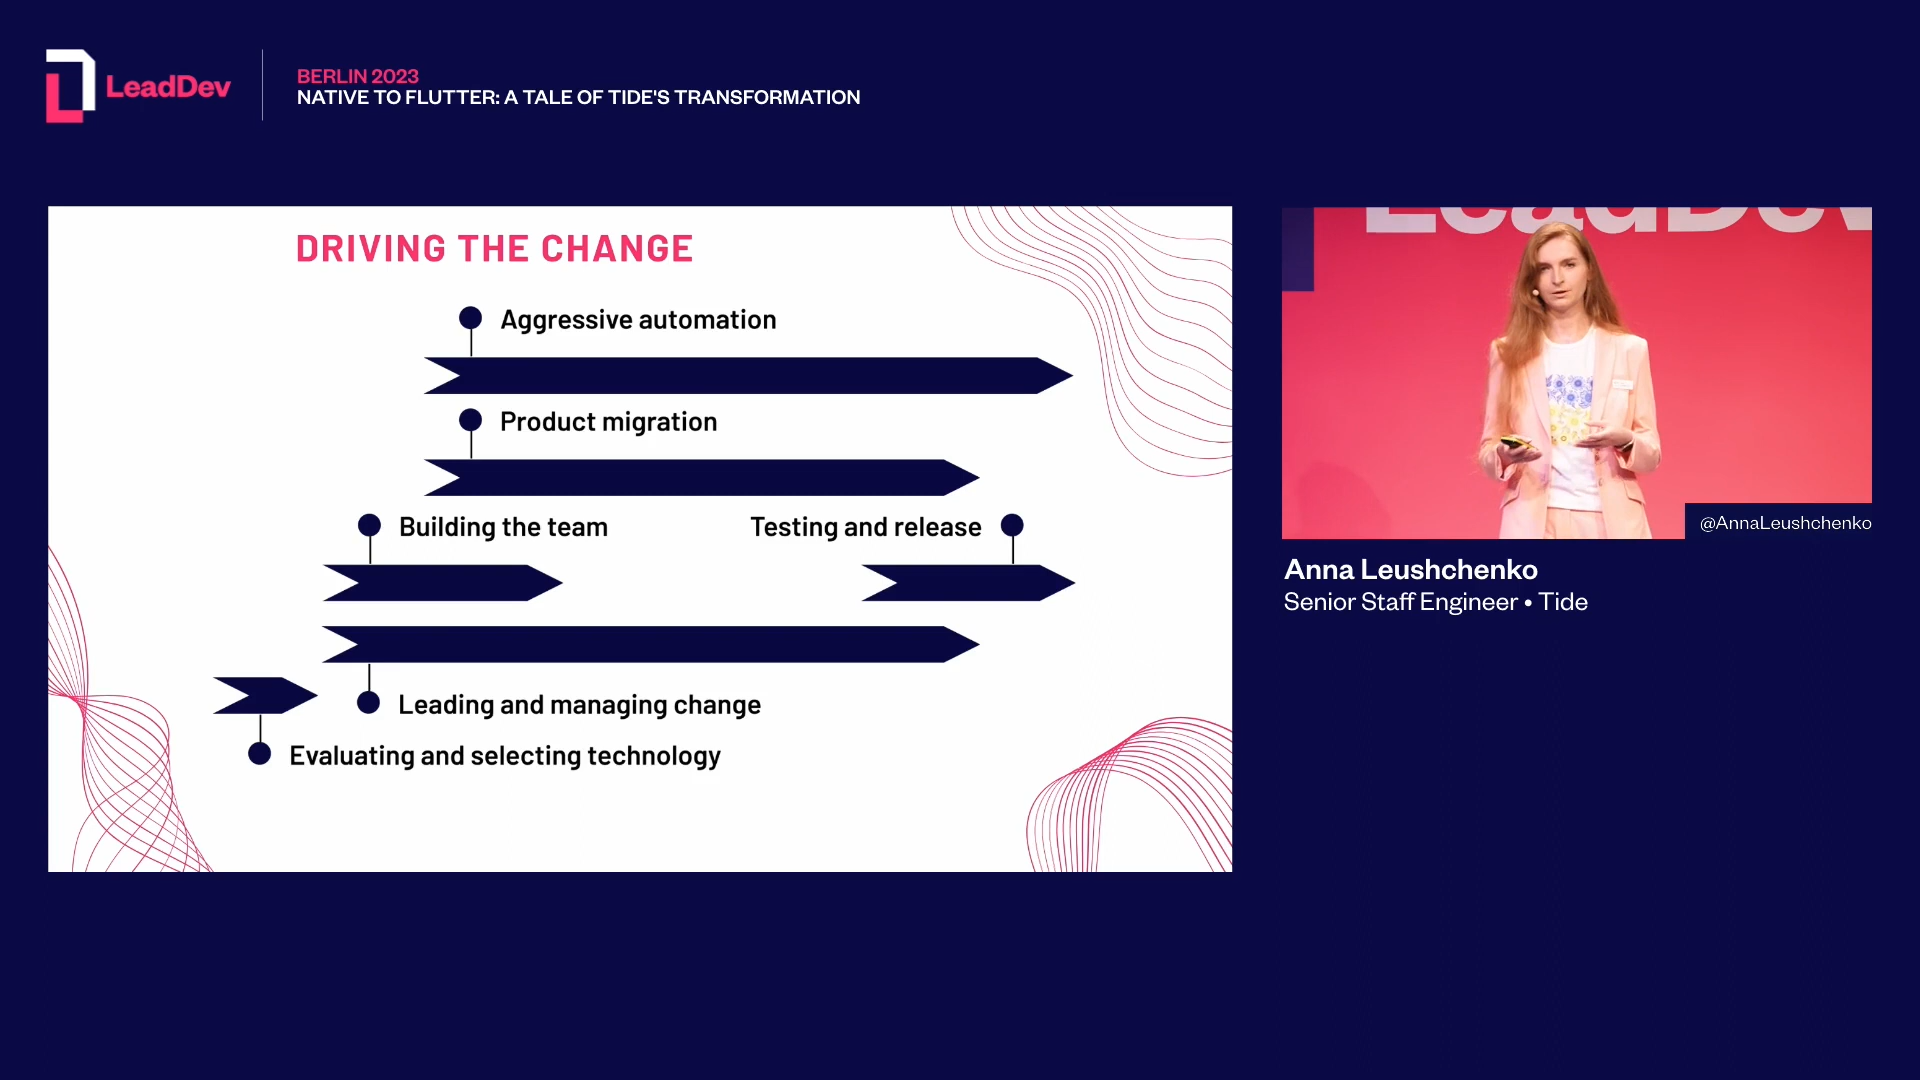 LeadDev
BERLIN 2023
NATIVE TO FLUTTER: A TALE OF TIDE'S TRANSFORMATION
DRIVING THE CHANGE
Aggressive automation
Product migration
Building the team
Testing and release
Leading and managing change
Evaluating and selecting technology
LeadDev
@AnnaLeushchenko
Anna Leushchenko
Senior Staff Engineer • Tide